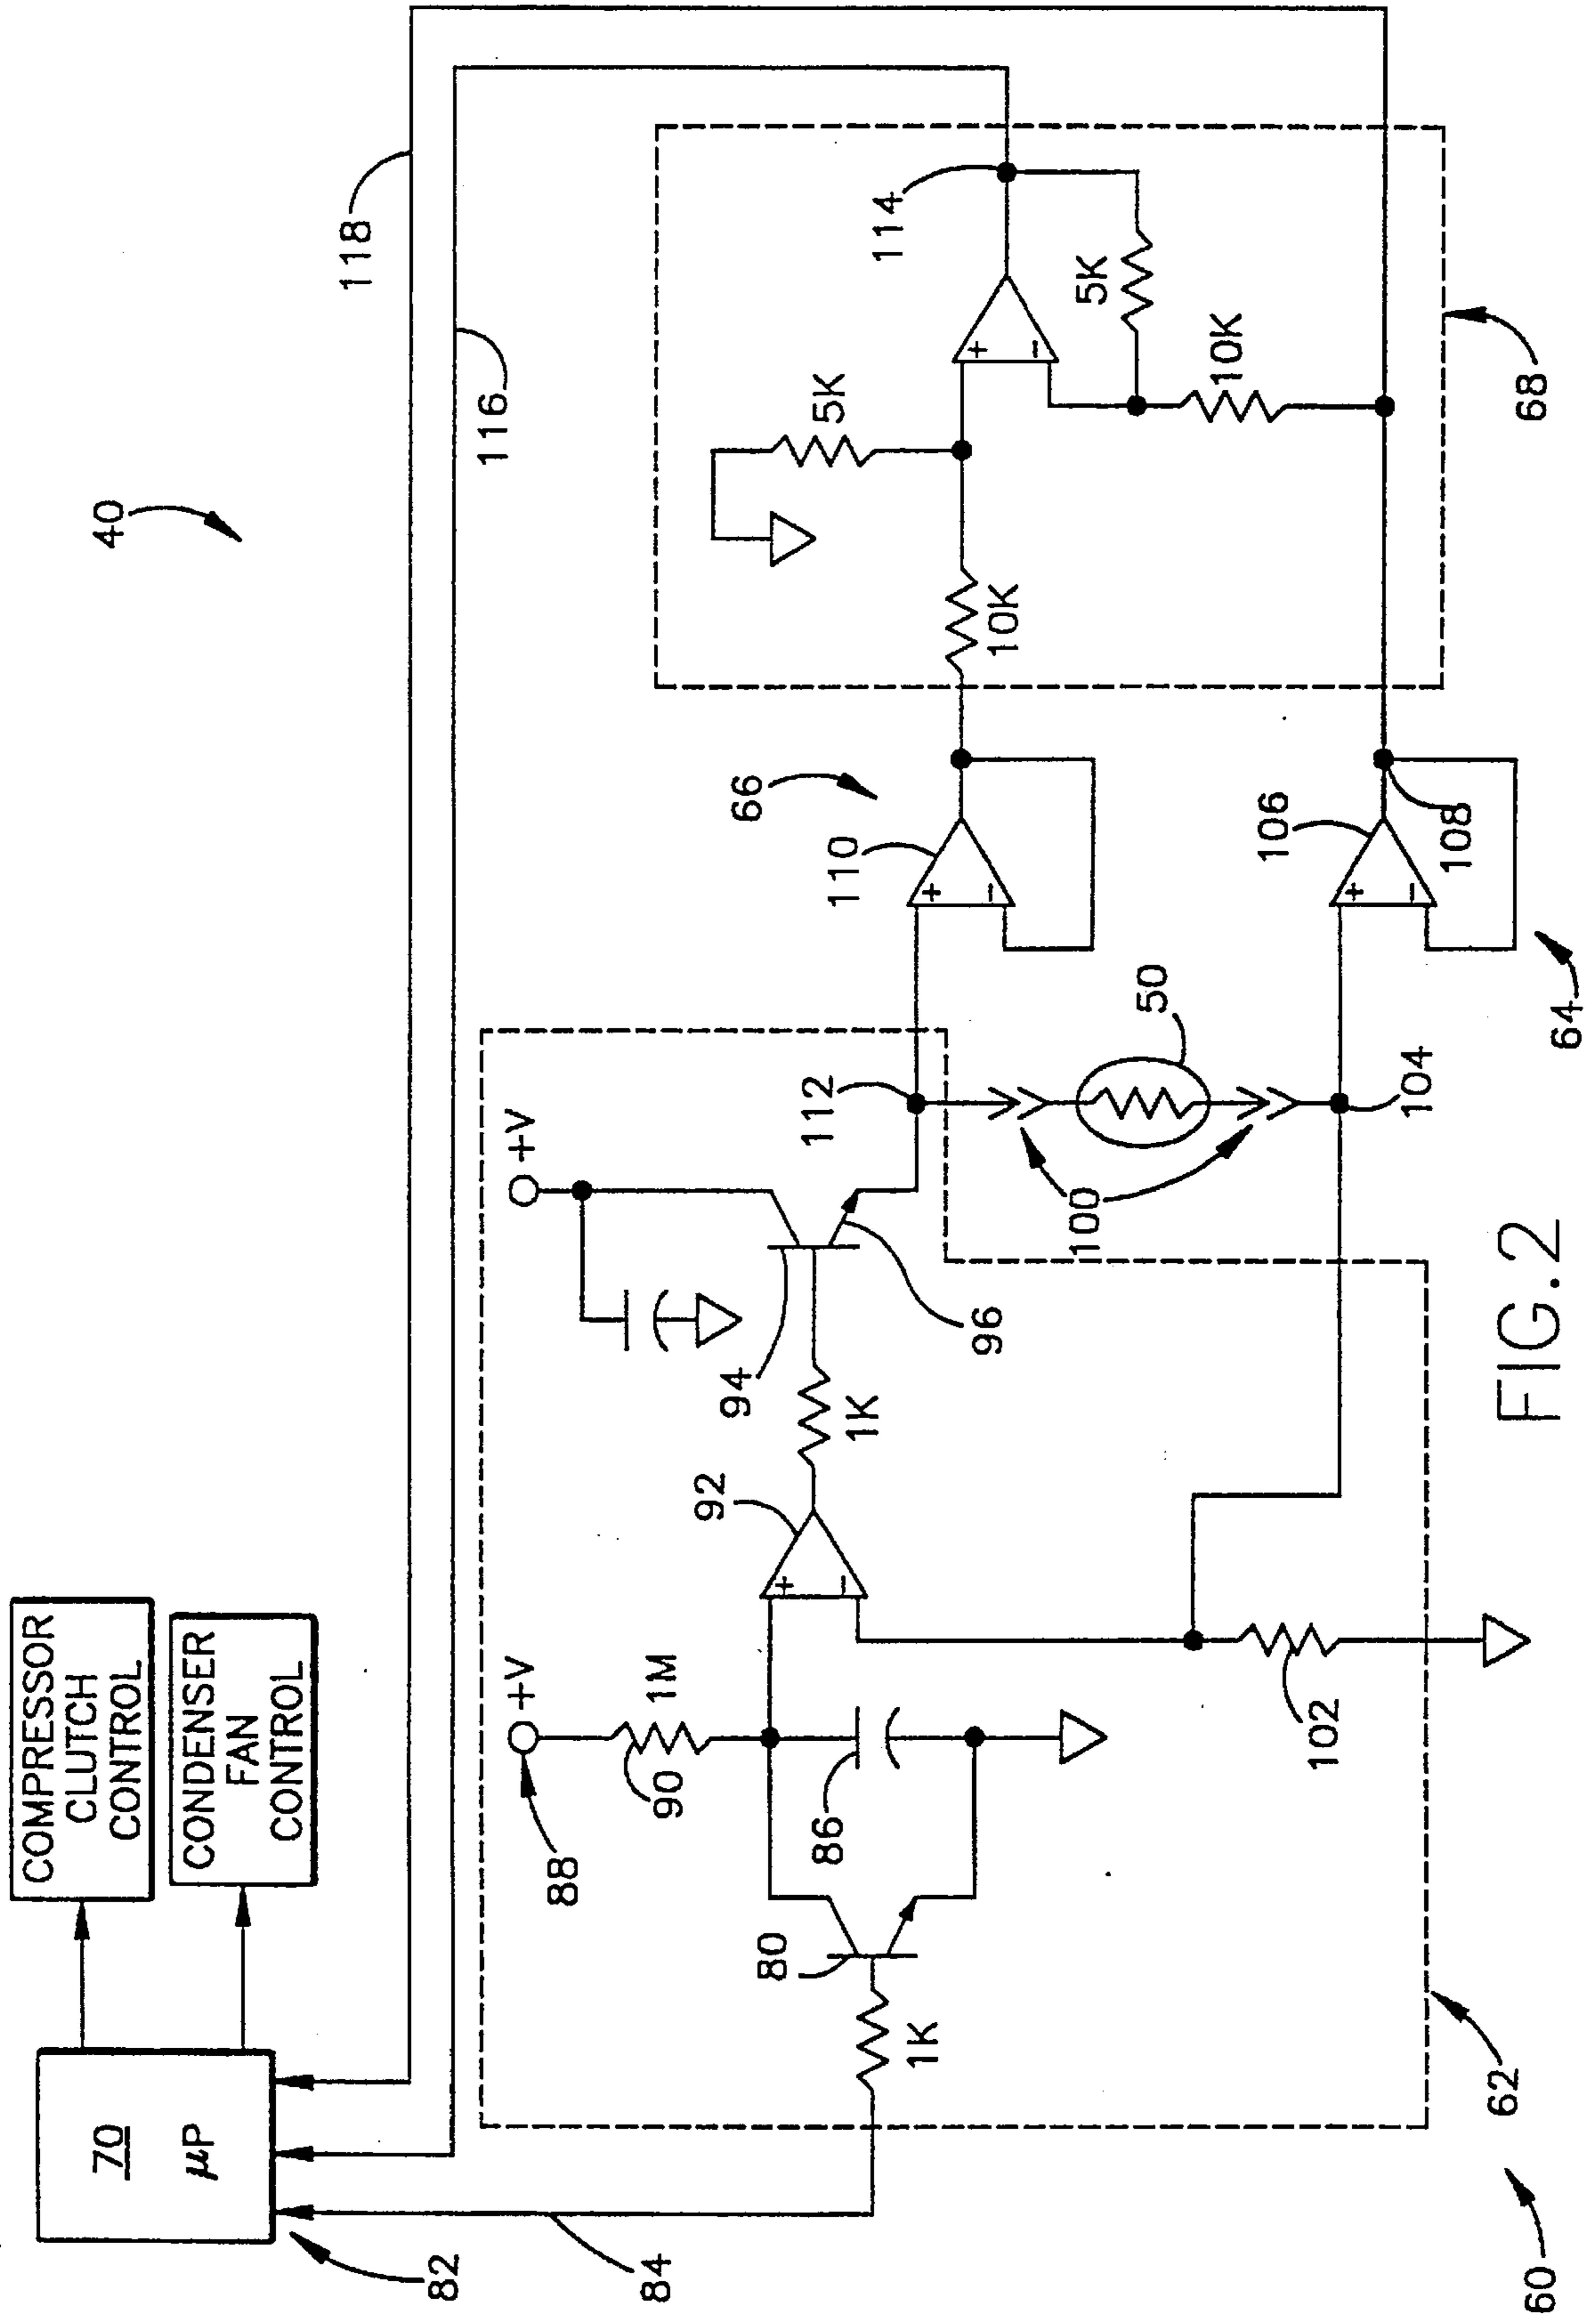 COMPRESSOR
CLUTCH
CONTROL
CONDENSER
FAN
CONTROL
70
µP
82
84
40
118
116
+V
88
90
1M
80
86
1K
92
+
−
1K
94
96
+V
102
62
60
112
100
50
104
110
+
−
66
106
+
−
108
64
10K
5K
+
−
114
5K
10K
68
FIG.2